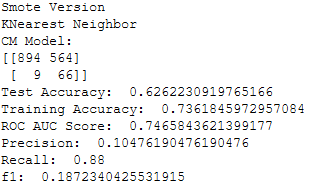 Smote Version
KNearest Neighbor
CM Model:
[[894 564]
 [  9  66]]
Test Accuracy:  0.6262230919765166
Training Accuracy:  0.7361845972957084
ROC AUC Score:  0.7465843621399177
Precision:  0.10476190476190476
Recall:  0.88
f1:  0.1872340425531915